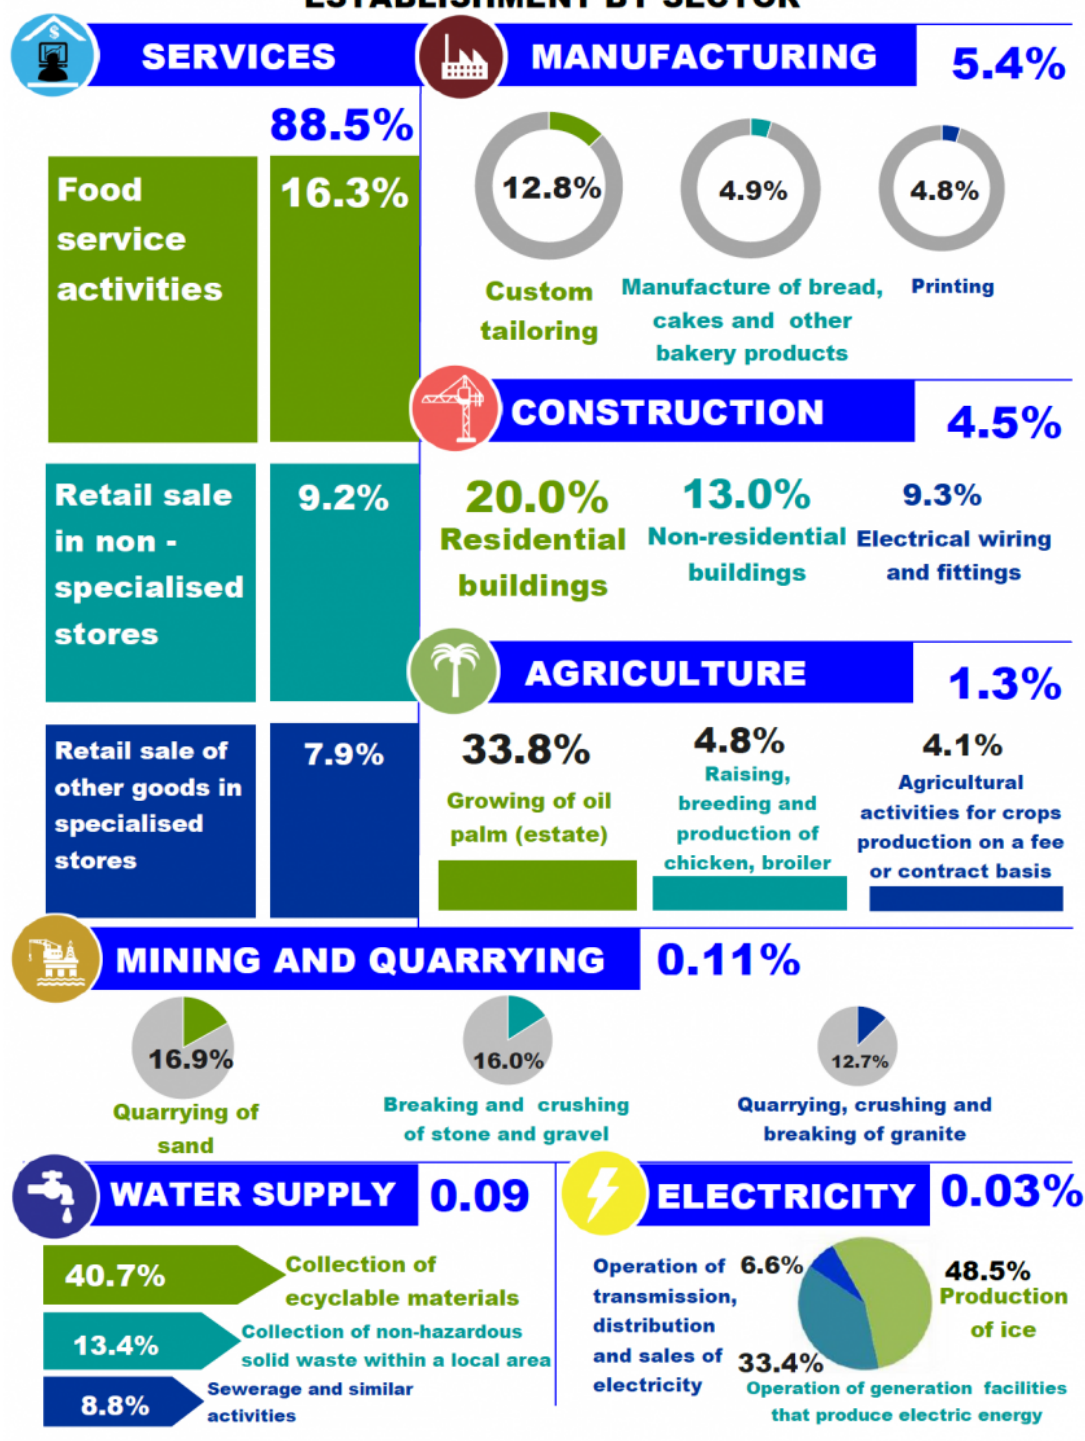 ESTABLISHMENT BY SECTOR
SERVICES
88.5%
Food
service
activities
16.3%
Retail sale
in non -
specialised
stores
9.2%
Retail sale of
other goods in
specialised
stores
7.9%
MANUFACTURING
5.4%
12.8%
Custom
tailoring
4.9%
Manufacture of bread,
cakes and other
bakery products
4.8%
Printing
CONSTRUCTION
4.5%
20.0%
Residential
buildings
13.0%
Non-residential
buildings
9.3%
Electrical wiring
and fittings
AGRICULTURE
1.3%
33.8%
Growing of oil
palm (estate)
4.8%
Raising,
breeding and
production of
chicken, broiler
4.1%
Agricultural
activities for crops
production on a fee
or contract basis
MINING AND QUARRYING
0.11%
16.9%
Quarrying of
sand
16.0%
Breaking and crushing
of stone and gravel
12.7%
Quarrying, crushing and
breaking of granite
WATER SUPPLY
0.09
40.7%
Collection of
ecyclable materials
13.4%
Collection of non-hazardous
solid waste within a local area
8.8%
Sewerage and similar
activities
ELECTRICITY
0.03%
Operation of
transmission,
distribution
and sales of
electricity
6.6%
48.5%
Production
of ice
33.4%
Operation of generation facilities
that produce electric energy